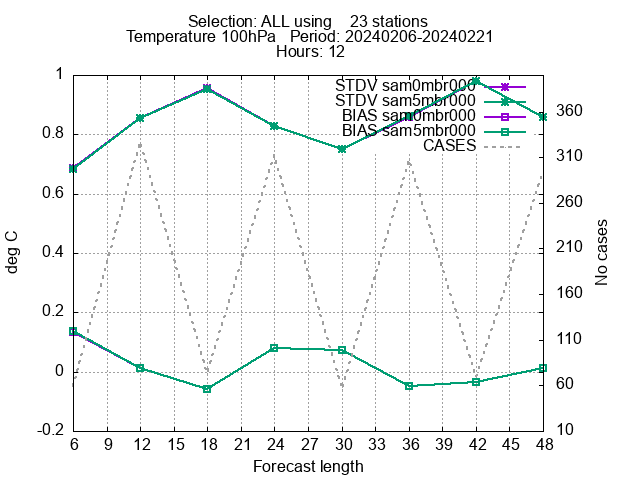 Selection: ALL using    23 stations
Temperature 100hPa   Period: 20240206-20240221
Hours: 12
STDV sam0mbr000
STDV sam5mbr000
BIAS sam0mbr000
BIAS sam5mbr000
CASES
deg C
1
0.8
0.6
0.4
0.2
0
-0.2
No cases
360
310
260
210
160
110
60
10
6 9 12 15 18 21 24 27 30 33 36 39 42 45 48
Forecast length